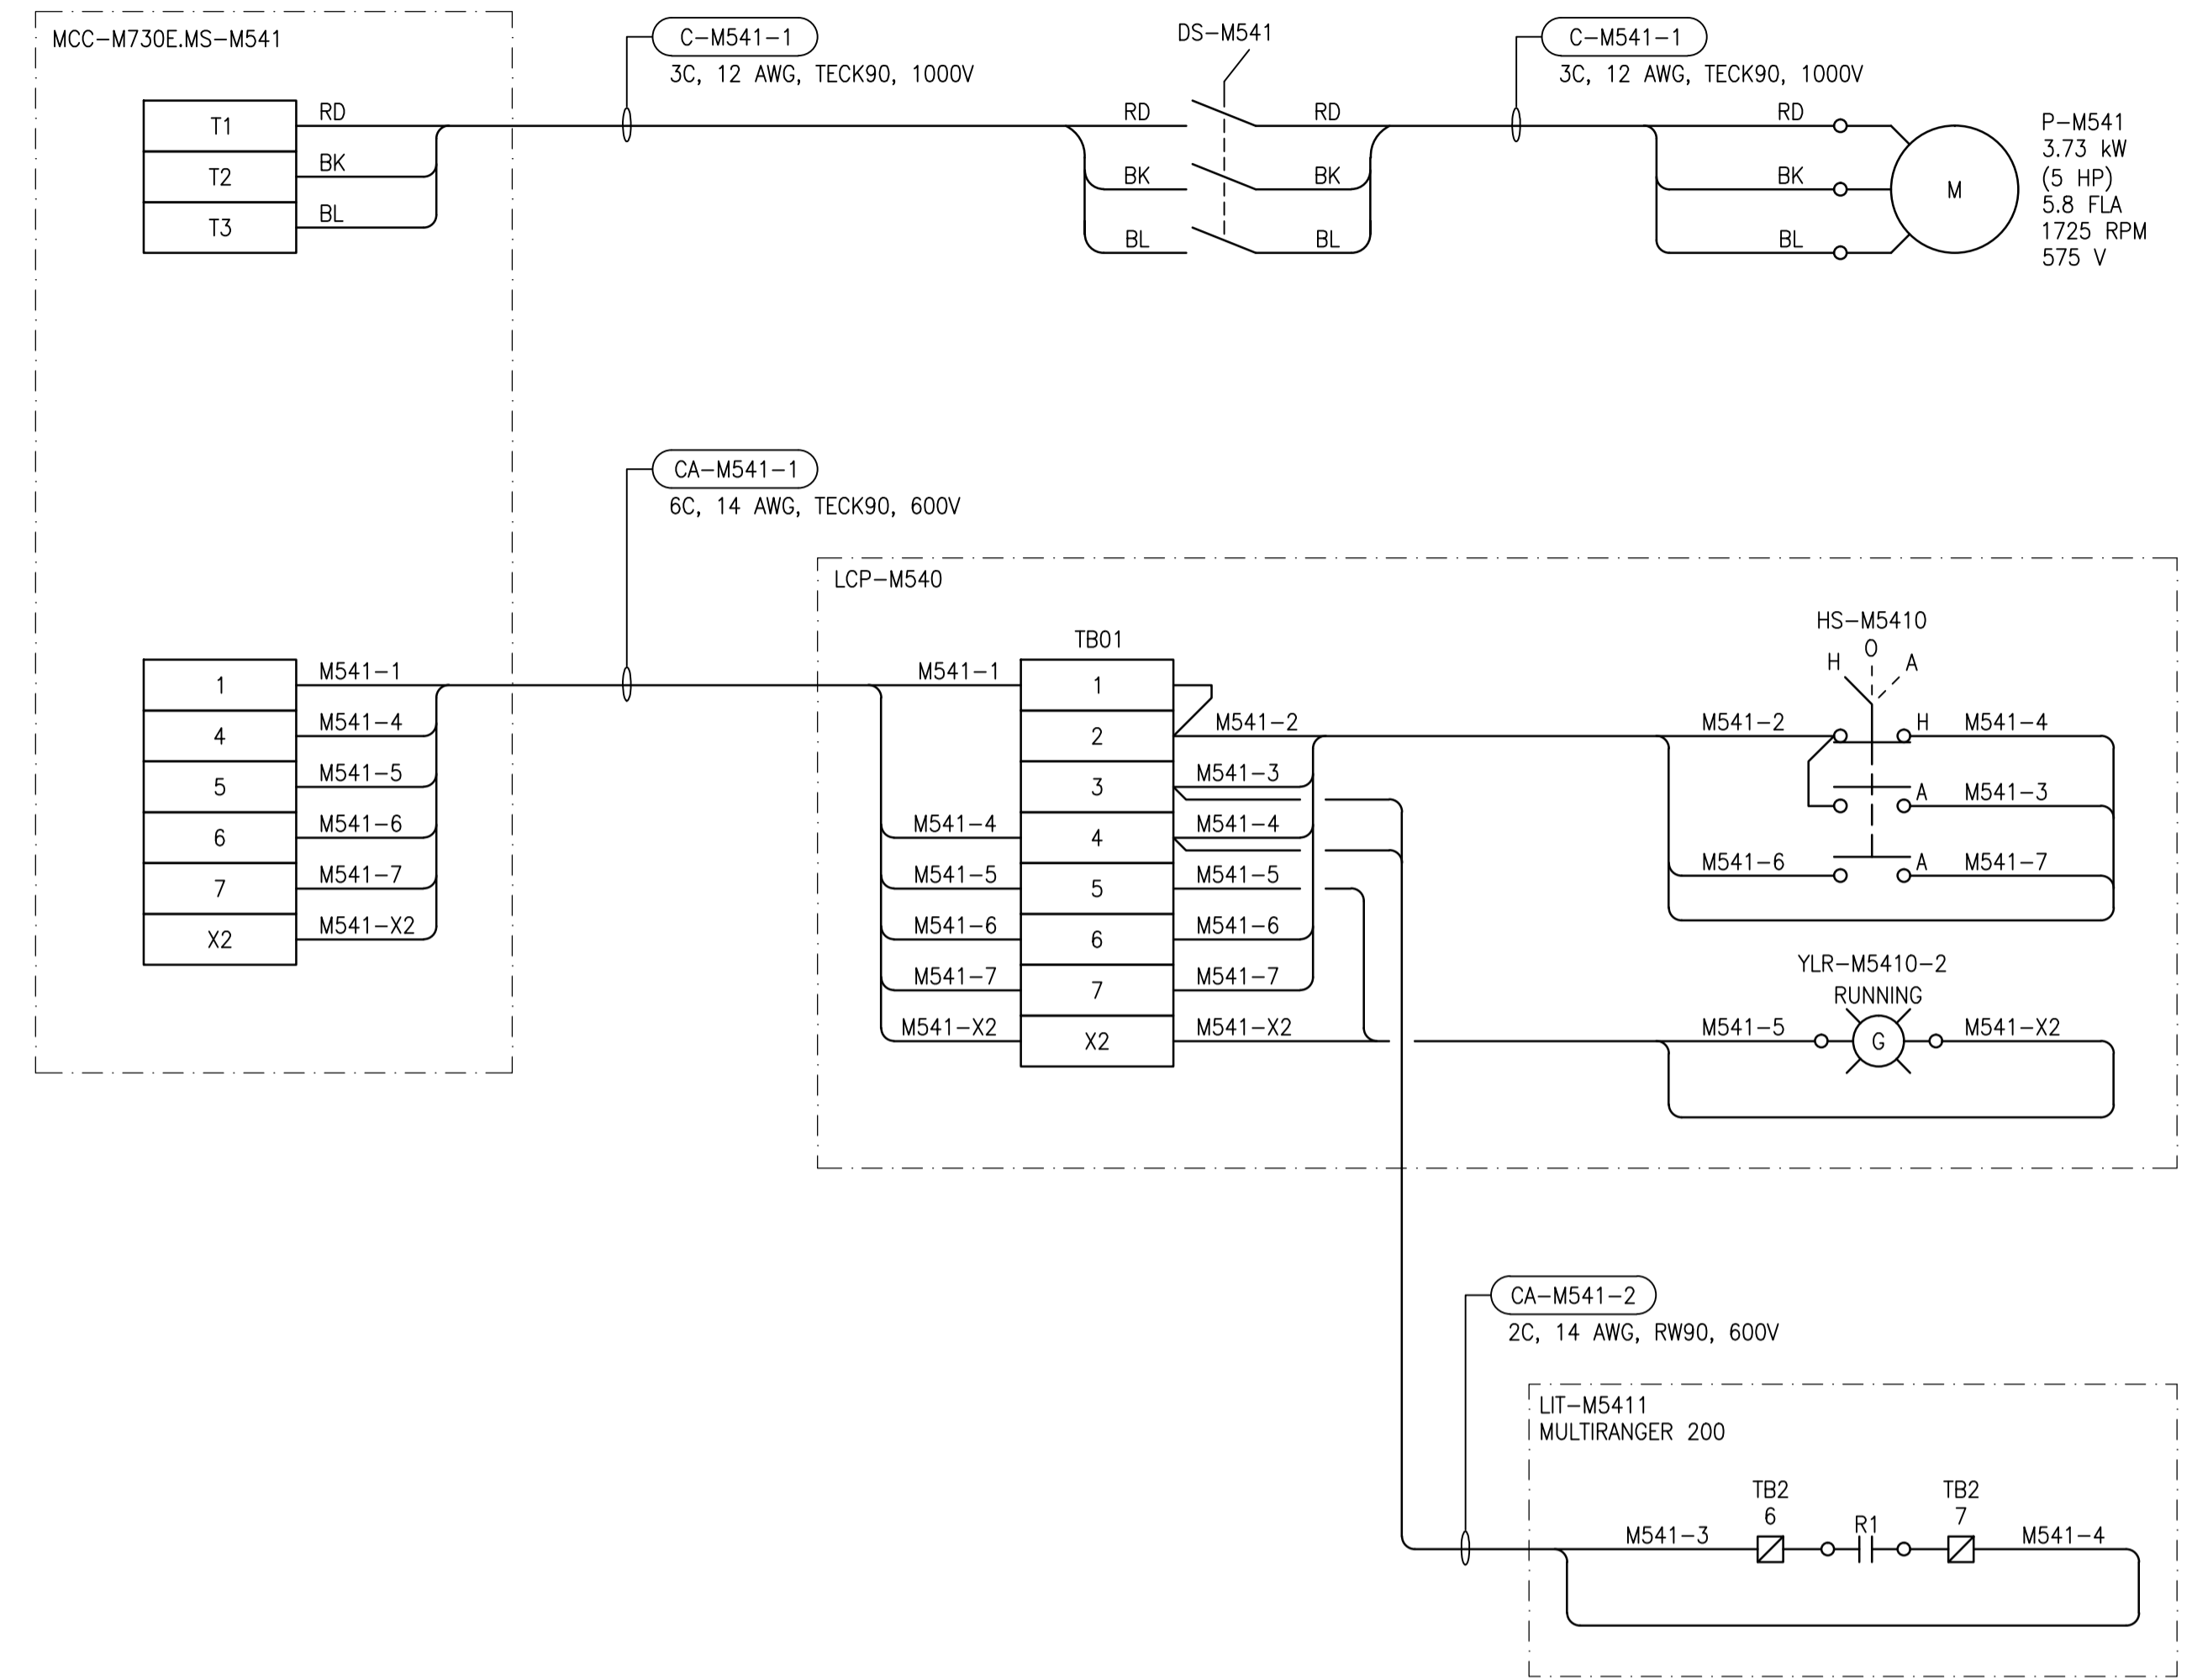 MCC-M730E.MS-M541
C-M541-1
3C, 12 AWG, TECK90, 1000V
DS-M541
C-M541-1
3C, 12 AWG, TECK90, 1000V
T1
RD
RD
RD
RD
T2
BK
BK
BK
BK
T3
BL
BL
BL
BL
M
P-M541
3.73 kW
(5 HP)
5.8 FLA
1725 RPM
575 V
CA-M541-1
6C, 14 AWG, TECK90, 600V
1
M541-1
4
M541-4
5
M541-5
6
M541-6
7
M541-7
X2
M541-X2
LCP-M540
TB01
M541-1
1
2
M541-2
3
M541-3
M541-4
4
M541-4
M541-5
5
M541-5
M541-6
6
M541-6
M541-7
7
M541-7
M541-X2
X2
M541-X2
HS-M5410
H
O
A
M541-2
H
M541-4
A
M541-3
M541-6
A
M541-7
YLR-M5410-2
RUNNING
M541-5
G
M541-X2
CA-M541-2
2C, 14 AWG, RW90, 600V
LIT-M5411
MULTIRANGER 200
M541-3
TB2
6
R1
TB2
7
M541-4